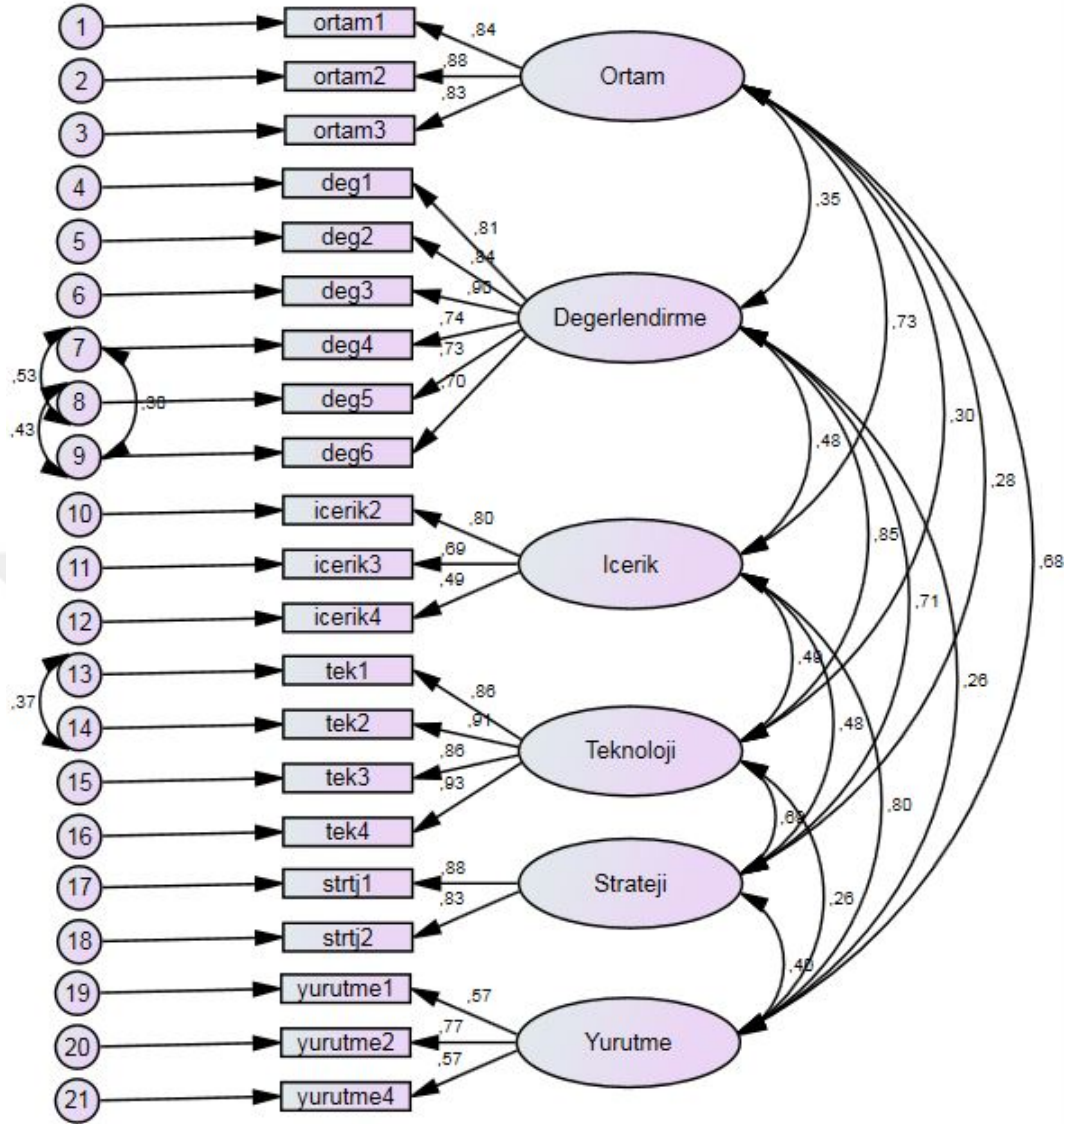 1
ortam1
,84
Ortam
2
ortam2
,88
3
ortam3
,83
4
deg1
,81
,35
5
deg2
,84
6
deg3
Degerlendirme
7
deg4
,74
,73
,53
8
deg5
,73
,43
9
deg6
,70
,48
,30
,28
10
icerik2
,80
,85
11
icerik3
,69
Icerik
,68
12
icerik4
,49
,71
13
tek1
,86
,49
,26
,37
14
tek2
,91
Teknoloji
,48
15
tek3
,86
,80
16
tek4
,93
17
strtj1
,88
Strateji
18
strtj2
,83
,26
19
yurutme1
,57
,40
20
yurutme2
,77
Yurutme
21
yurutme4
,57